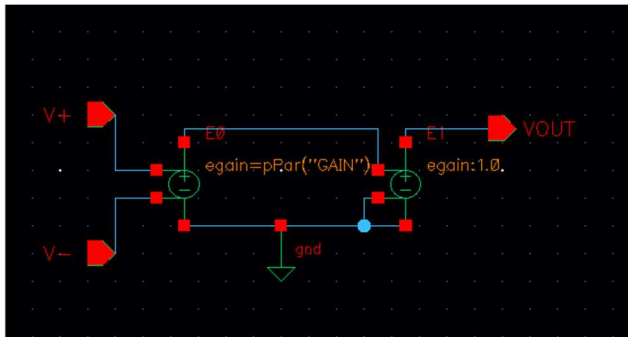 V+
E0
E1
VOUT
egain=pPar("GAIN")
egain:1.0
V-
gnd